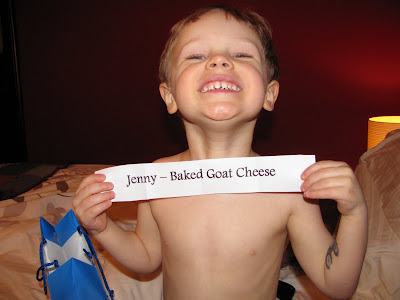 Jenny – Baked Goat Cheese